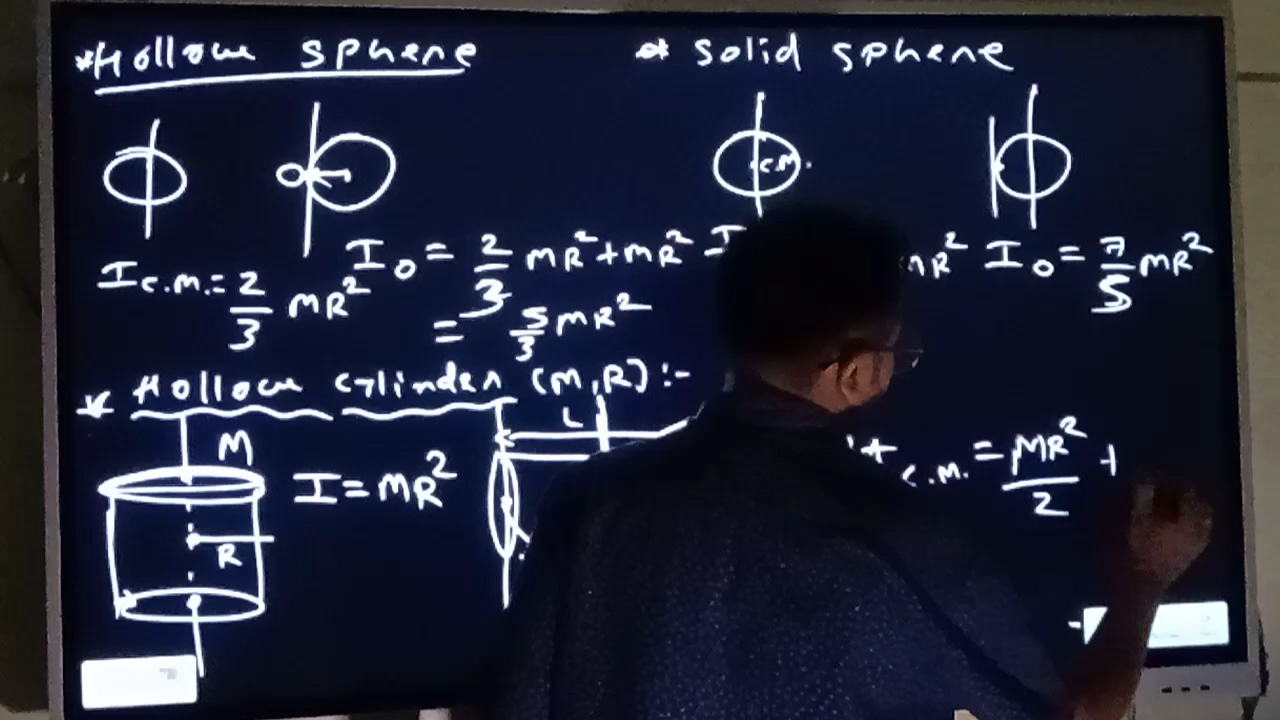 *Hollow sphere
* solid sphere
C.M.
I C.M. = 2/3 MR²
I₀ = 2/3 MR² + MR²
= 5/3 MR²
I
MR²
I₀ = 7/5 MR²
* Hollow cylinder (M,R) :-
M
I = MR²
R
L
C.M. = MR²/2 +